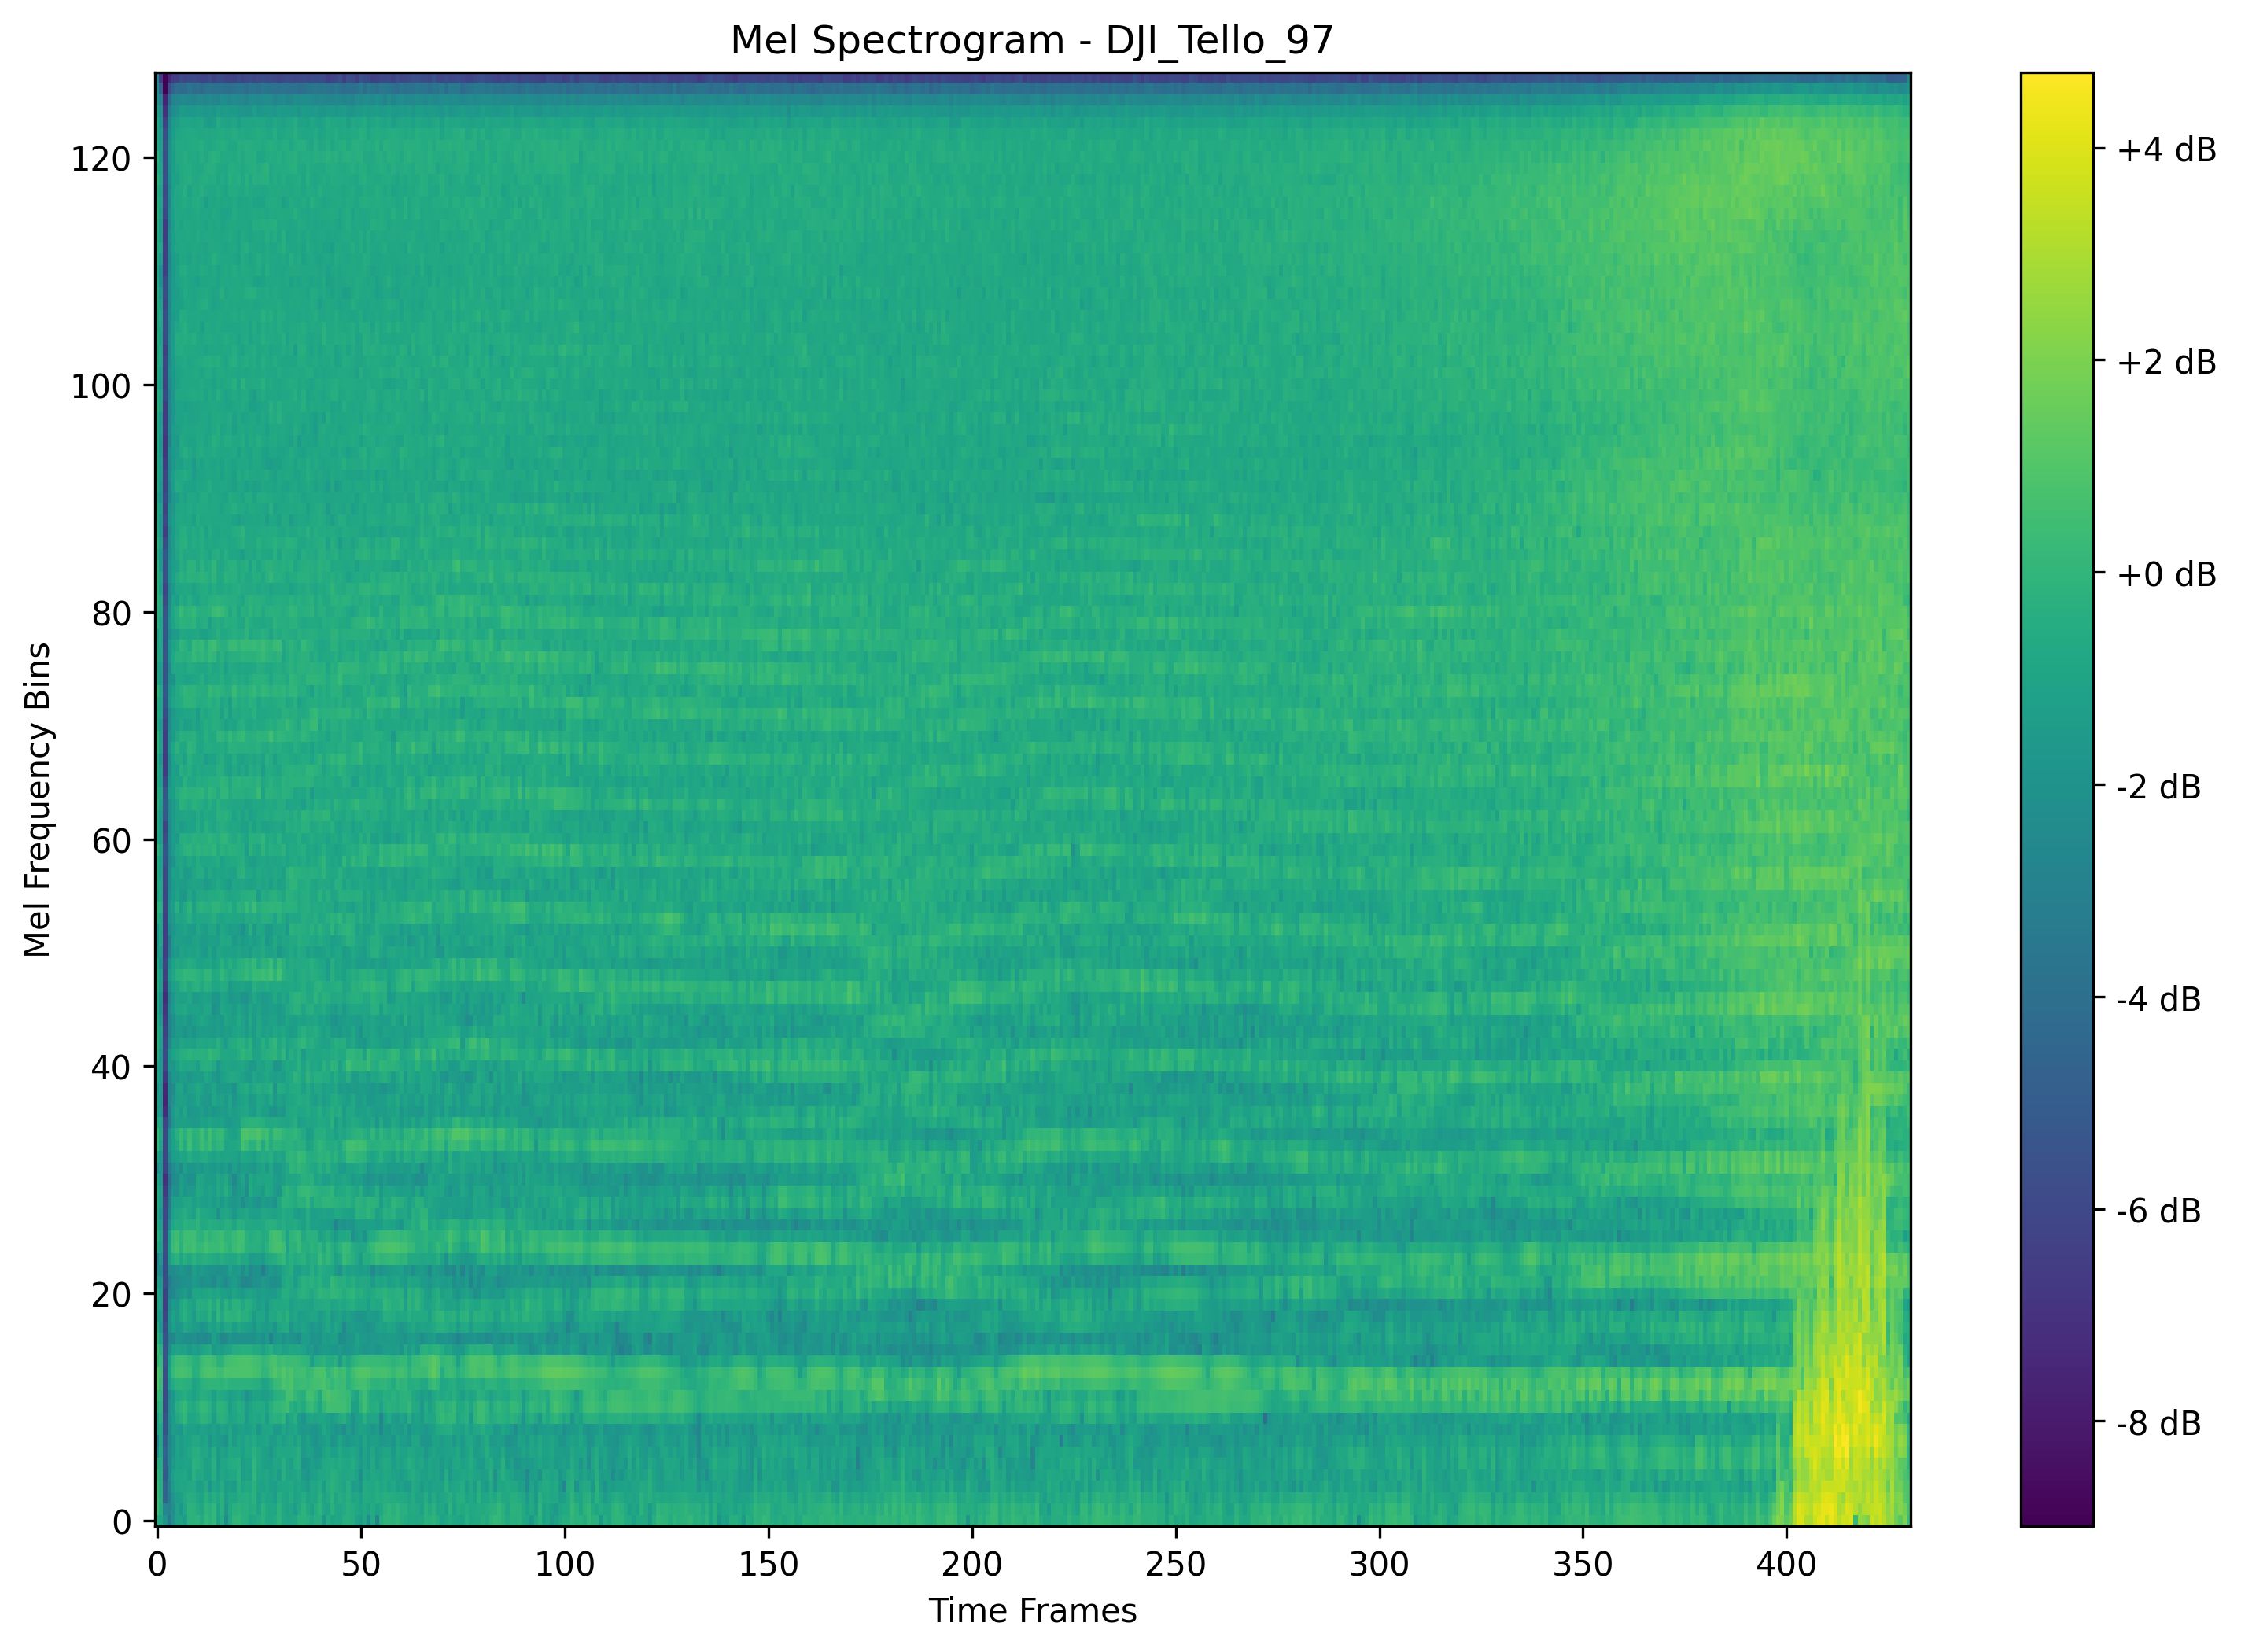 Mel Spectrogram - DJI_Tello_97
Mel Frequency Bins
120
100
80
60
40
20
0
0 50 100 150 200 250 300 350 400
Time Frames
+4 dB
+2 dB
+0 dB
-2 dB
-4 dB
-6 dB
-8 dB